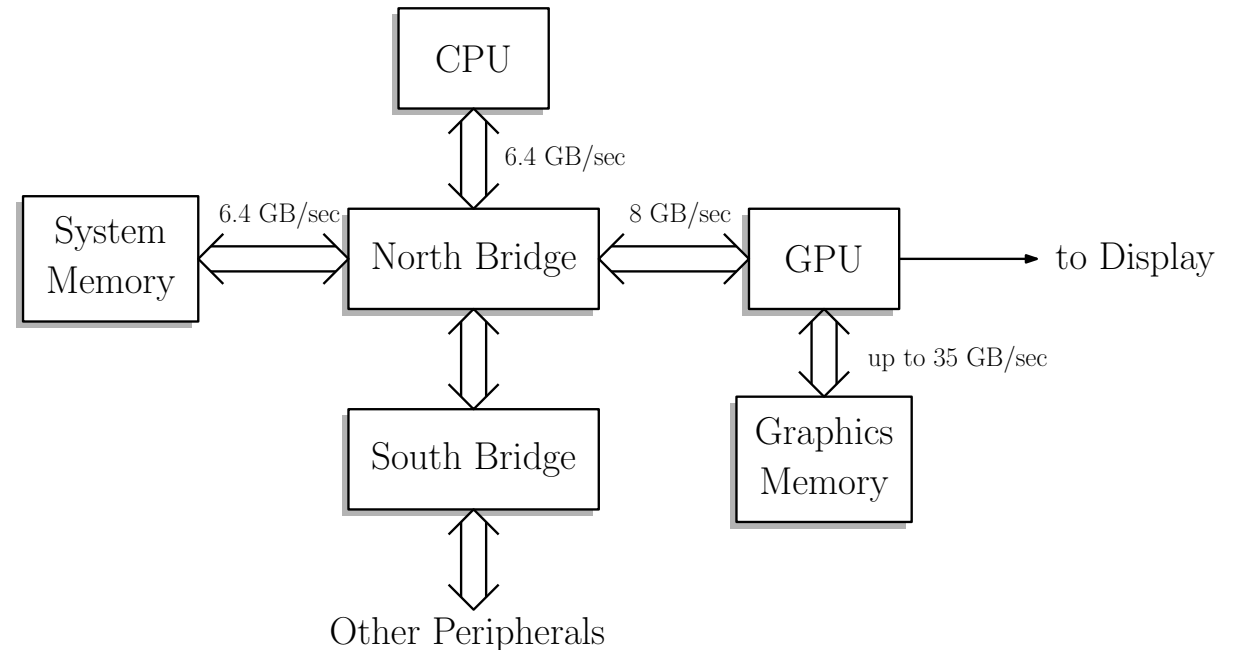 CPU
6.4 GB/sec
6.4 GB/sec
8 GB/sec
System
Memory
North Bridge
GPU
to Display
up to 35 GB/sec
South Bridge
Graphics
Memory
Other Peripherals